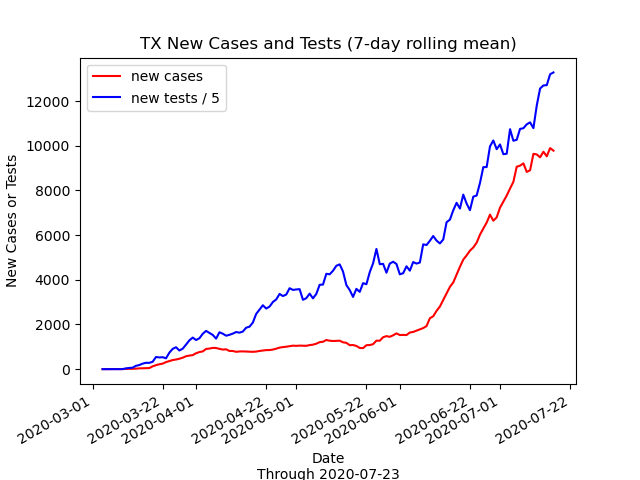 TX New Cases and Tests (7-day rolling mean)
new cases
new tests / 5
New Cases or Tests
12000
10000
8000
6000
4000
2000
0
2020-03-01
2020-03-22
2020-04-01
2020-04-22
2020-05-01
2020-05-22
2020-06-01
2020-06-22
2020-07-01
2020-07-22
Date
Through 2020-07-23